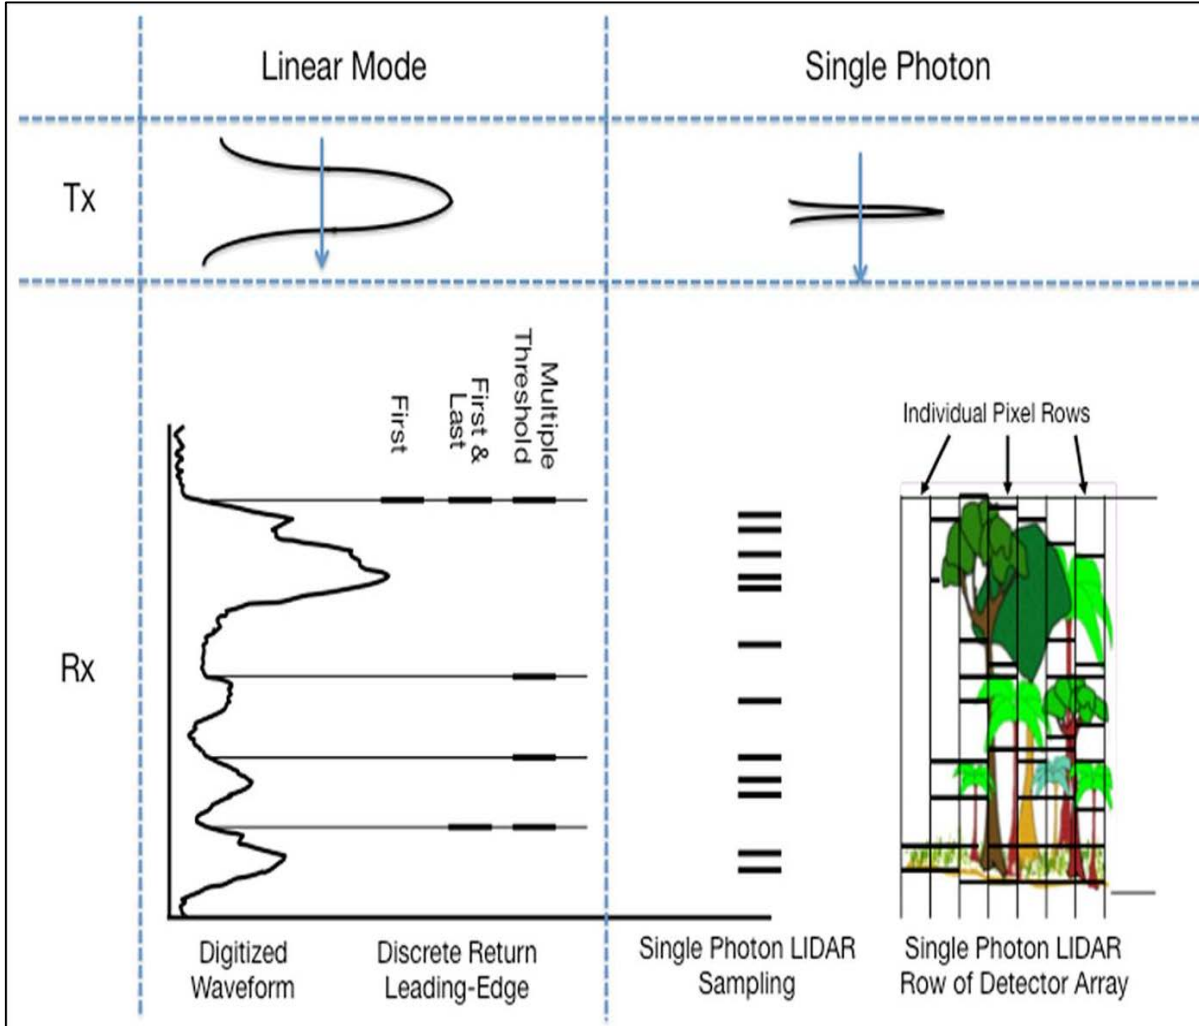 Linear Mode
Single Photon
Tx
First
First &
Last
Multiple
Threshold
Individual Pixel Rows
Rx
Digitized
Waveform
Discrete Return
Leading-Edge
Single Photon LIDAR
Sampling
Single Photon LIDAR
Row of Detector Array